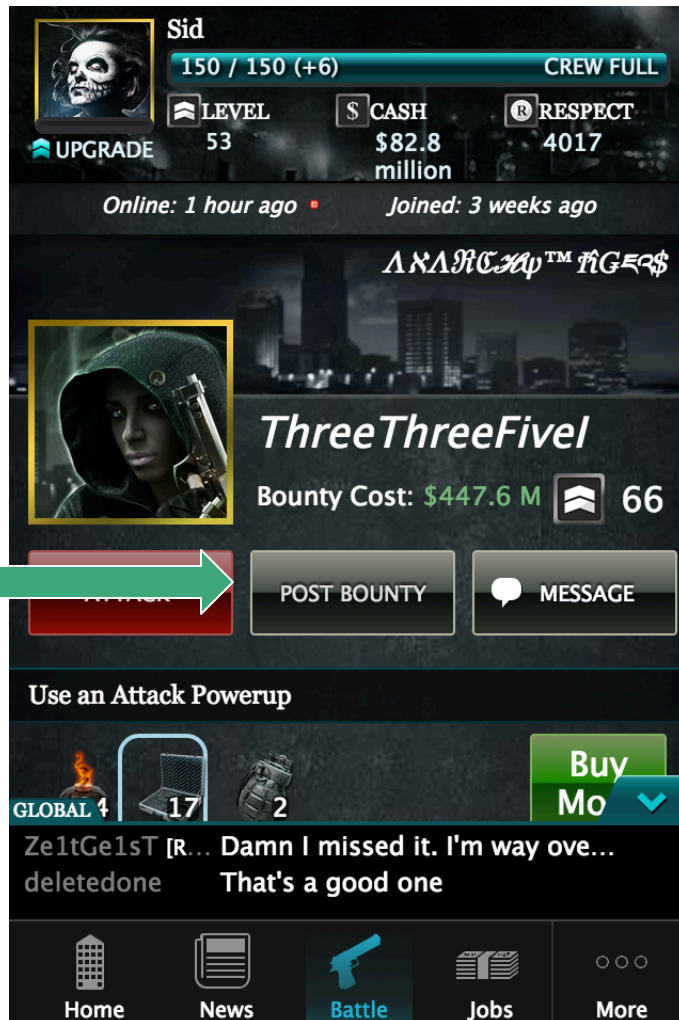 Sid
150 / 150 (+6) CREW FULL
LEVEL $ CASH R RESPECT
UPGRADE 53 $82.8 million 4017
Online: 1 hour ago Joined: 3 weeks ago
ThreeThreeFiveI
Bounty Cost: $447.6 M 66
POST BOUNTY MESSAGE
Use an Attack Powerup
Buy
GLOBAL 4 17 2 Mo
Ze1tGe1sT [R... Damn I missed it. I'm way ove...
deletedone That's a good one
Home News Battle Jobs More